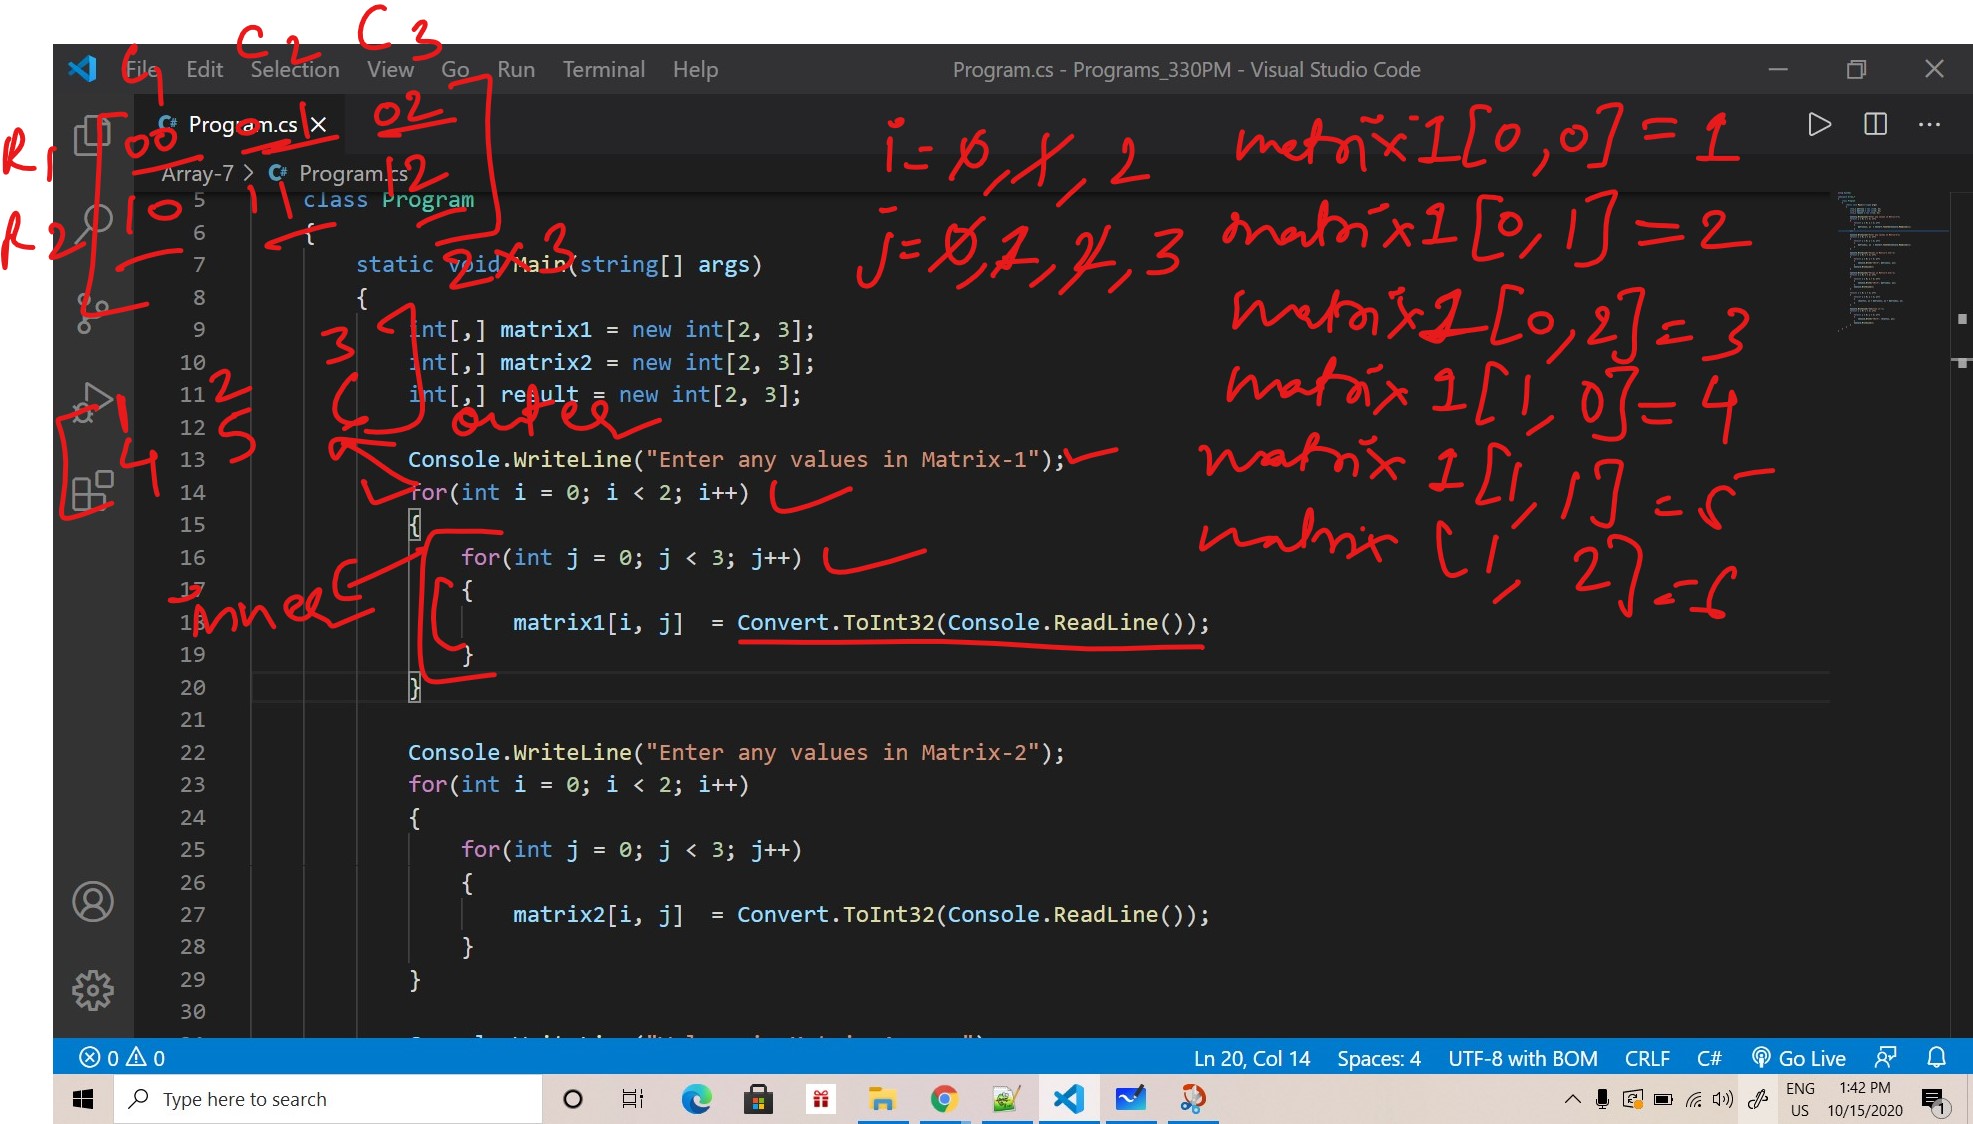 C1 C2 C3
File Edit Selection View Go Run Terminal Help
Program.cs - Programs_330PM - Visual Studio Code
R1 00 01 02
Program.cs
i=0,1,2
matrix1[0,0]=1
Array-7 > Program.cs
R2 10 11 12
2x3
j=0,1,2,3
matrix1[0,1]=2
5 class Program
6 {
7 static void Main(string[] args)
8 {
9 int[,] matrix1 = new int[2, 3];
matrix1[0,2]=3
10 int[,] matrix2 = new int[2, 3];
11 int[,] result = new int[2, 3];
matrix1[1,0]=4
1 2 3
4 5 6
outer
12
13 Console.WriteLine("Enter any values in Matrix-1");
matrix1[1,1]=5
14 for(int i = 0; i < 2; i++)
15 {
16 for(int j = 0; j < 3; j++)
matrix[1,2]=6
17 {
inner
18 matrix1[i, j] = Convert.ToInt32(Console.ReadLine());
19 }
20 }
21
22 Console.WriteLine("Enter any values in Matrix-2");
23 for(int i = 0; i < 2; i++)
24 {
25 for(int j = 0; j < 3; j++)
26 {
27 matrix2[i, j] = Convert.ToInt32(Console.ReadLine());
28 }
29 }
30
0 0 Ln 20, Col 14 Spaces: 4 UTF-8 with BOM CRLF C# Go Live
Type here to search
ENG
US
1:42 PM
10/15/2020
1